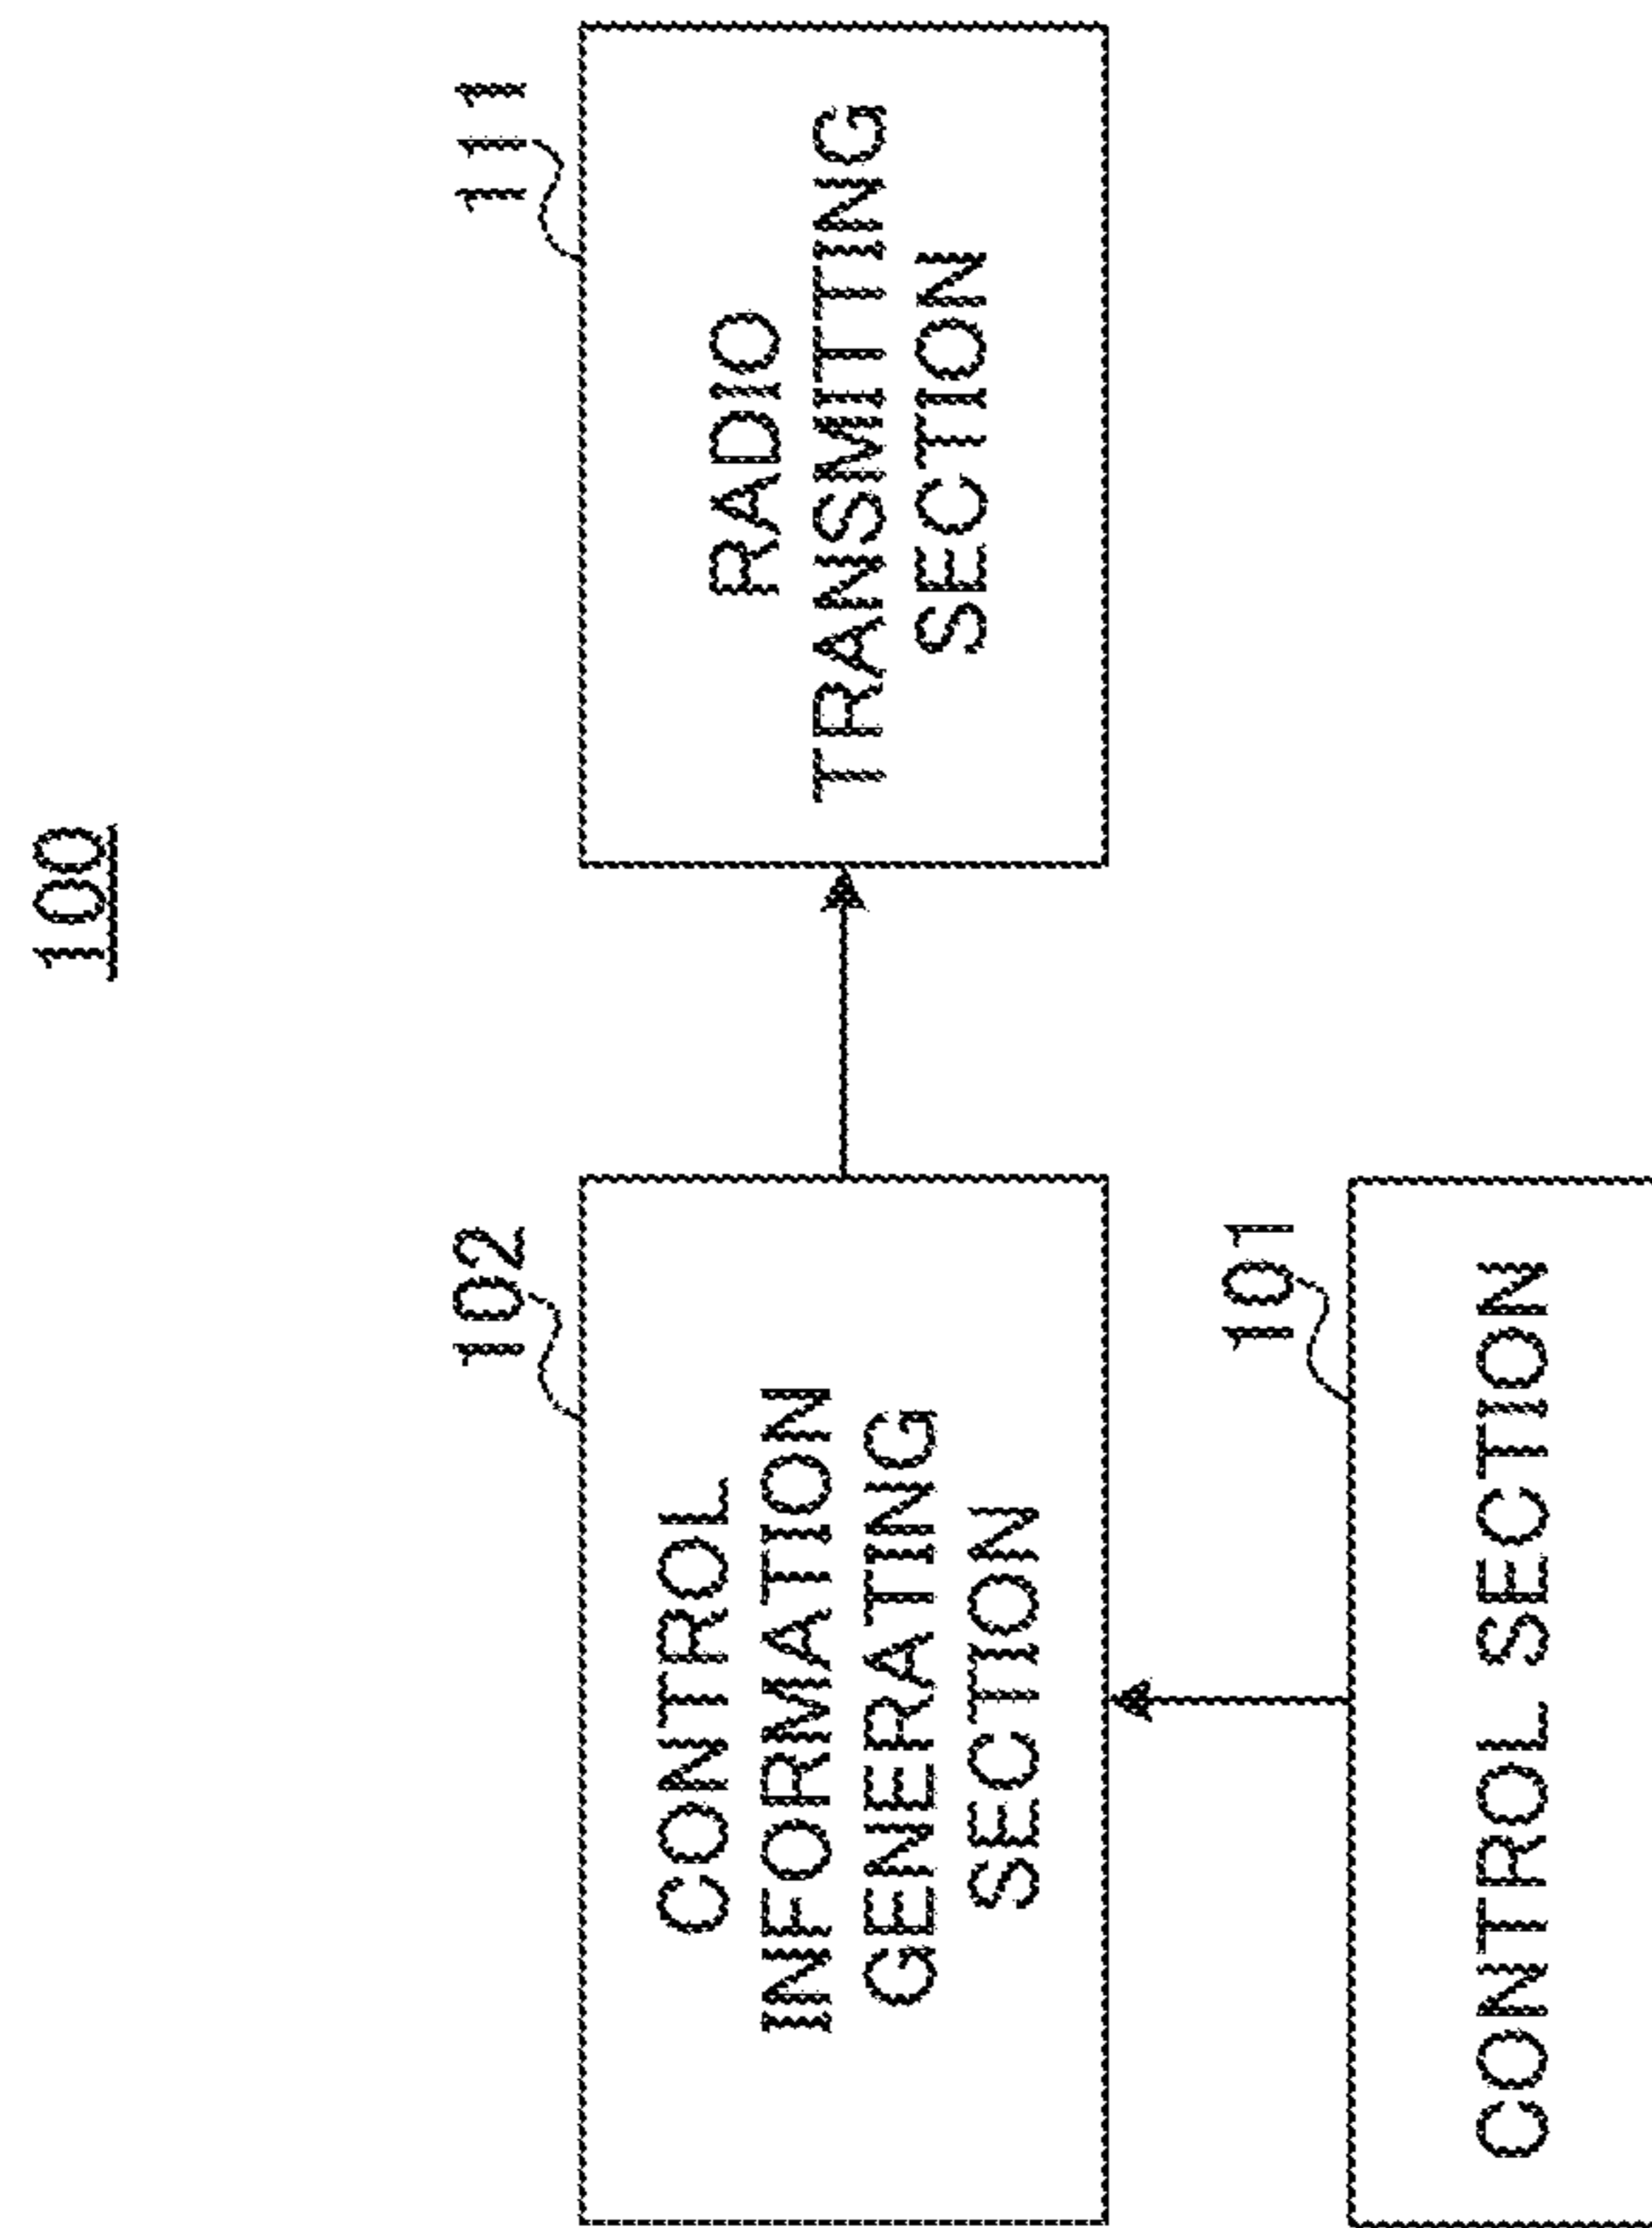 100
102
CONTROL
INFORMATION
GENERATING
SECTION
111
RADIO
TRANSMITTING
SECTION
101
CONTROL SECTION